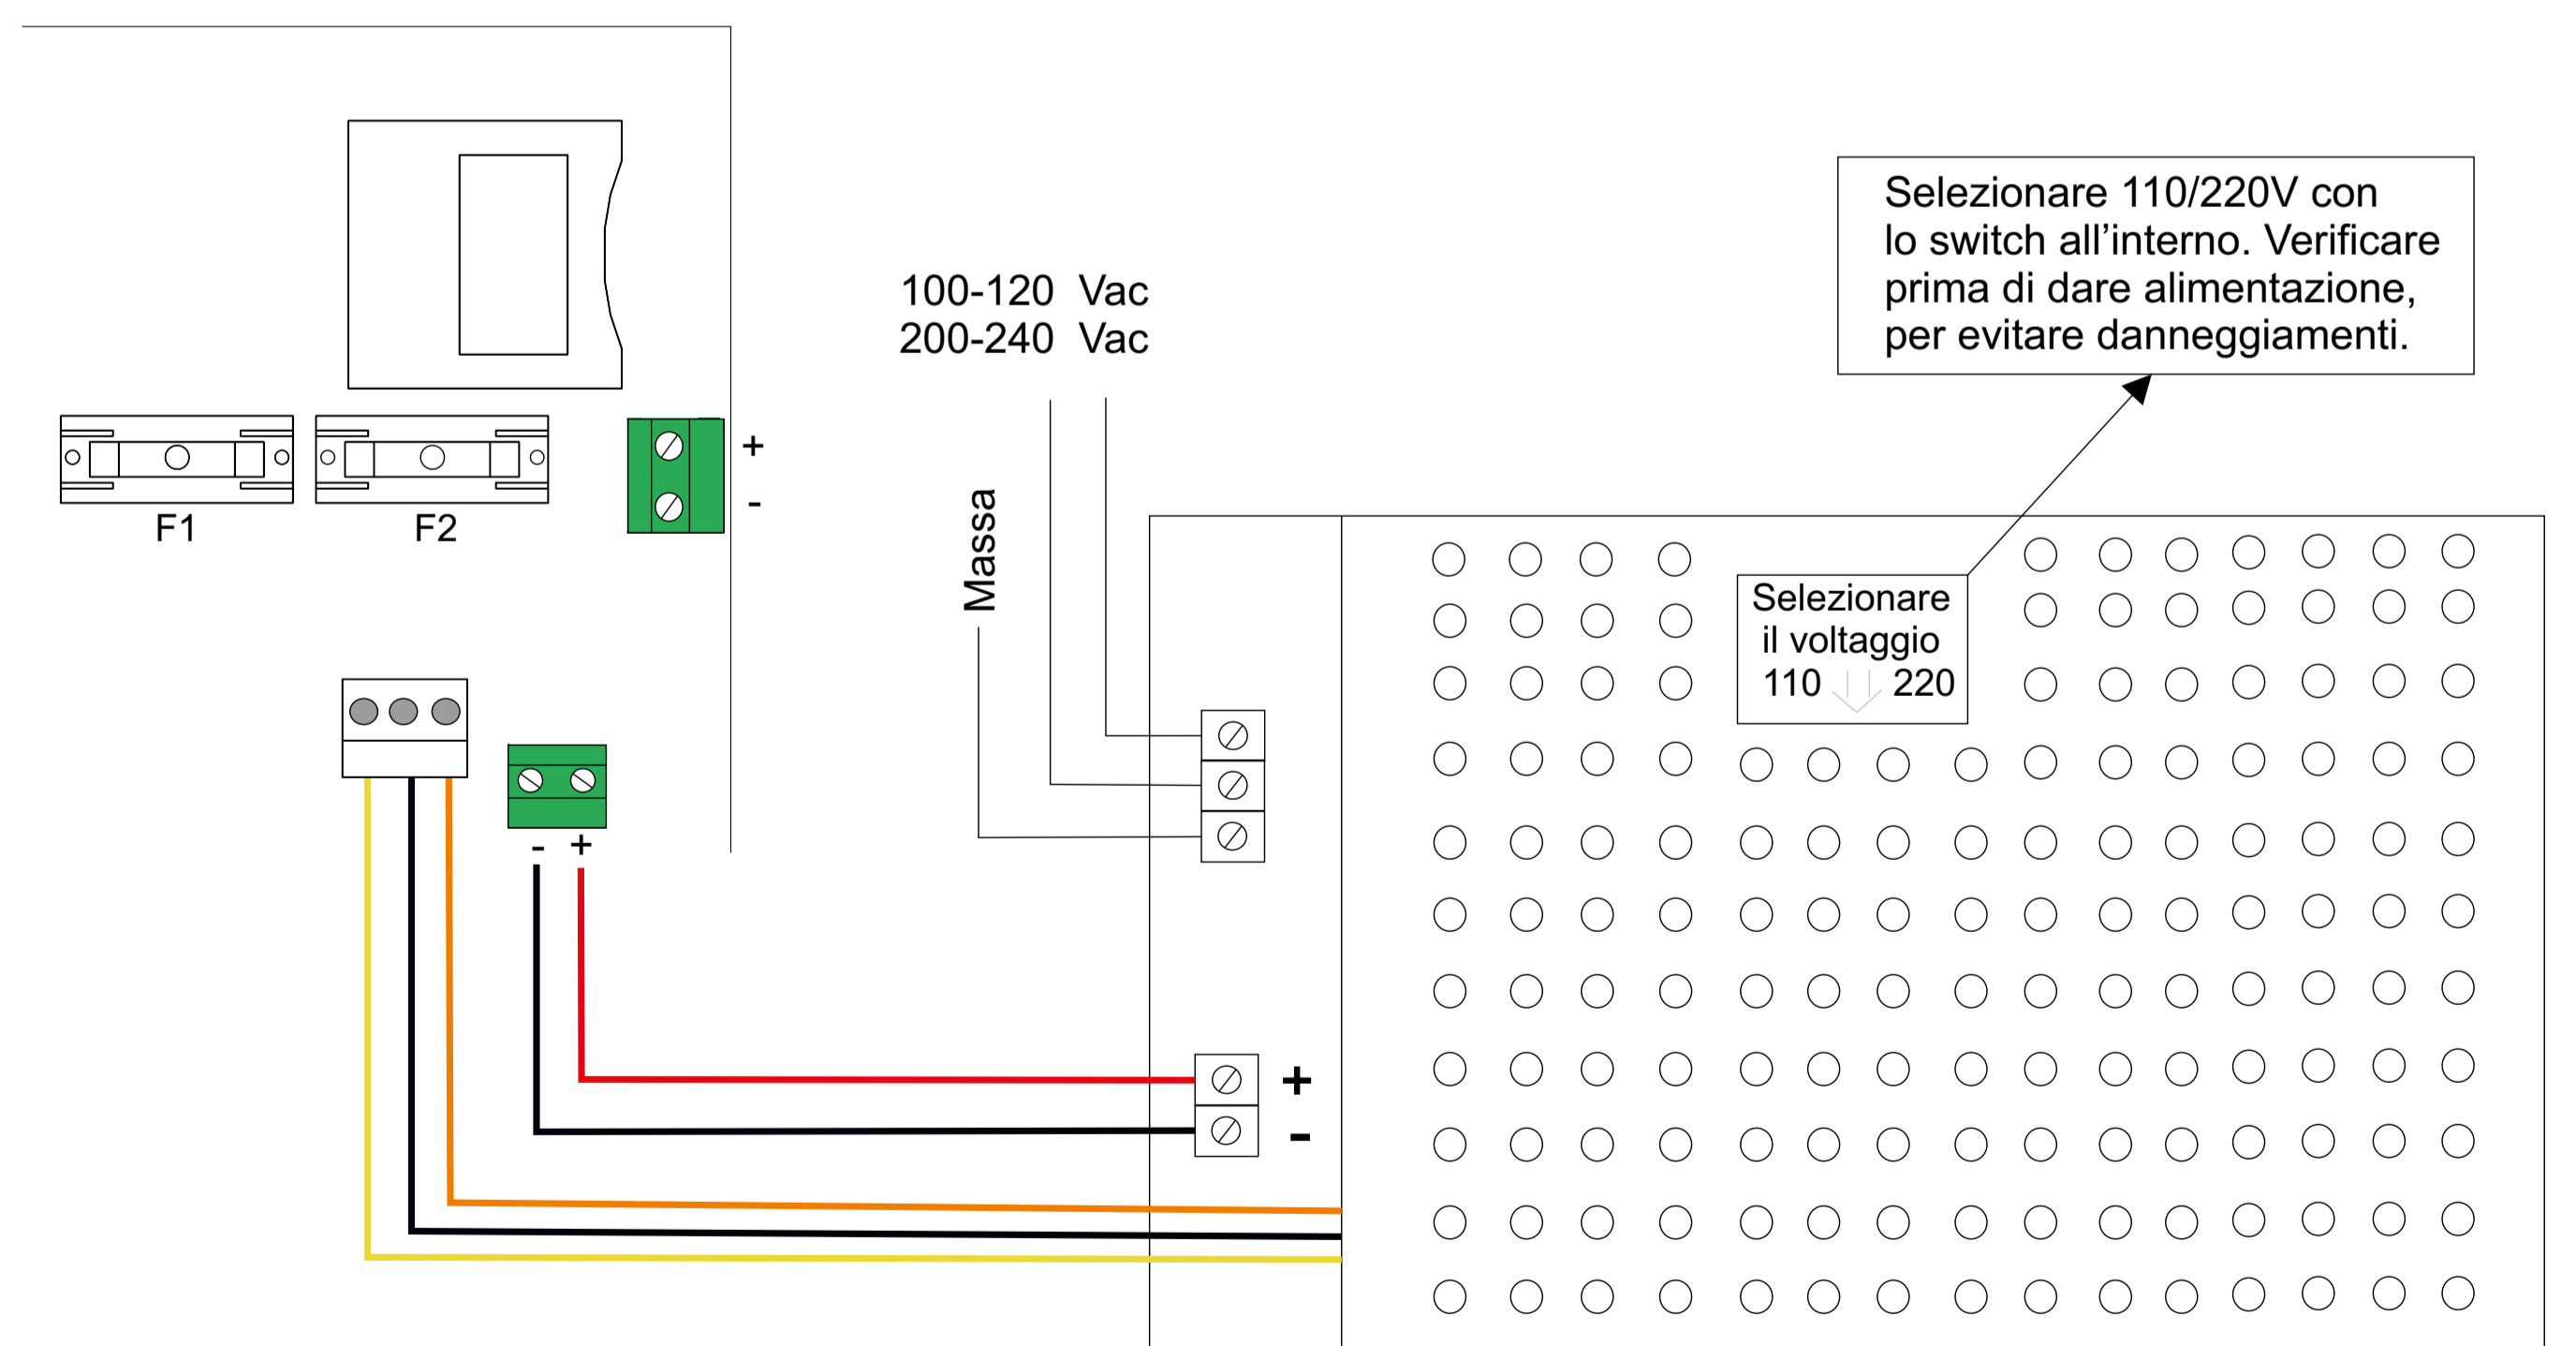 100-120 Vac
200-240 Vac
Selezionare 110/220V con
lo switch all’interno. Verificare
prima di dare alimentazione,
per evitare danneggiamenti.
+
-
F1
F2
Massa
Selezionare
il voltaggio
110 220
- +
+
-